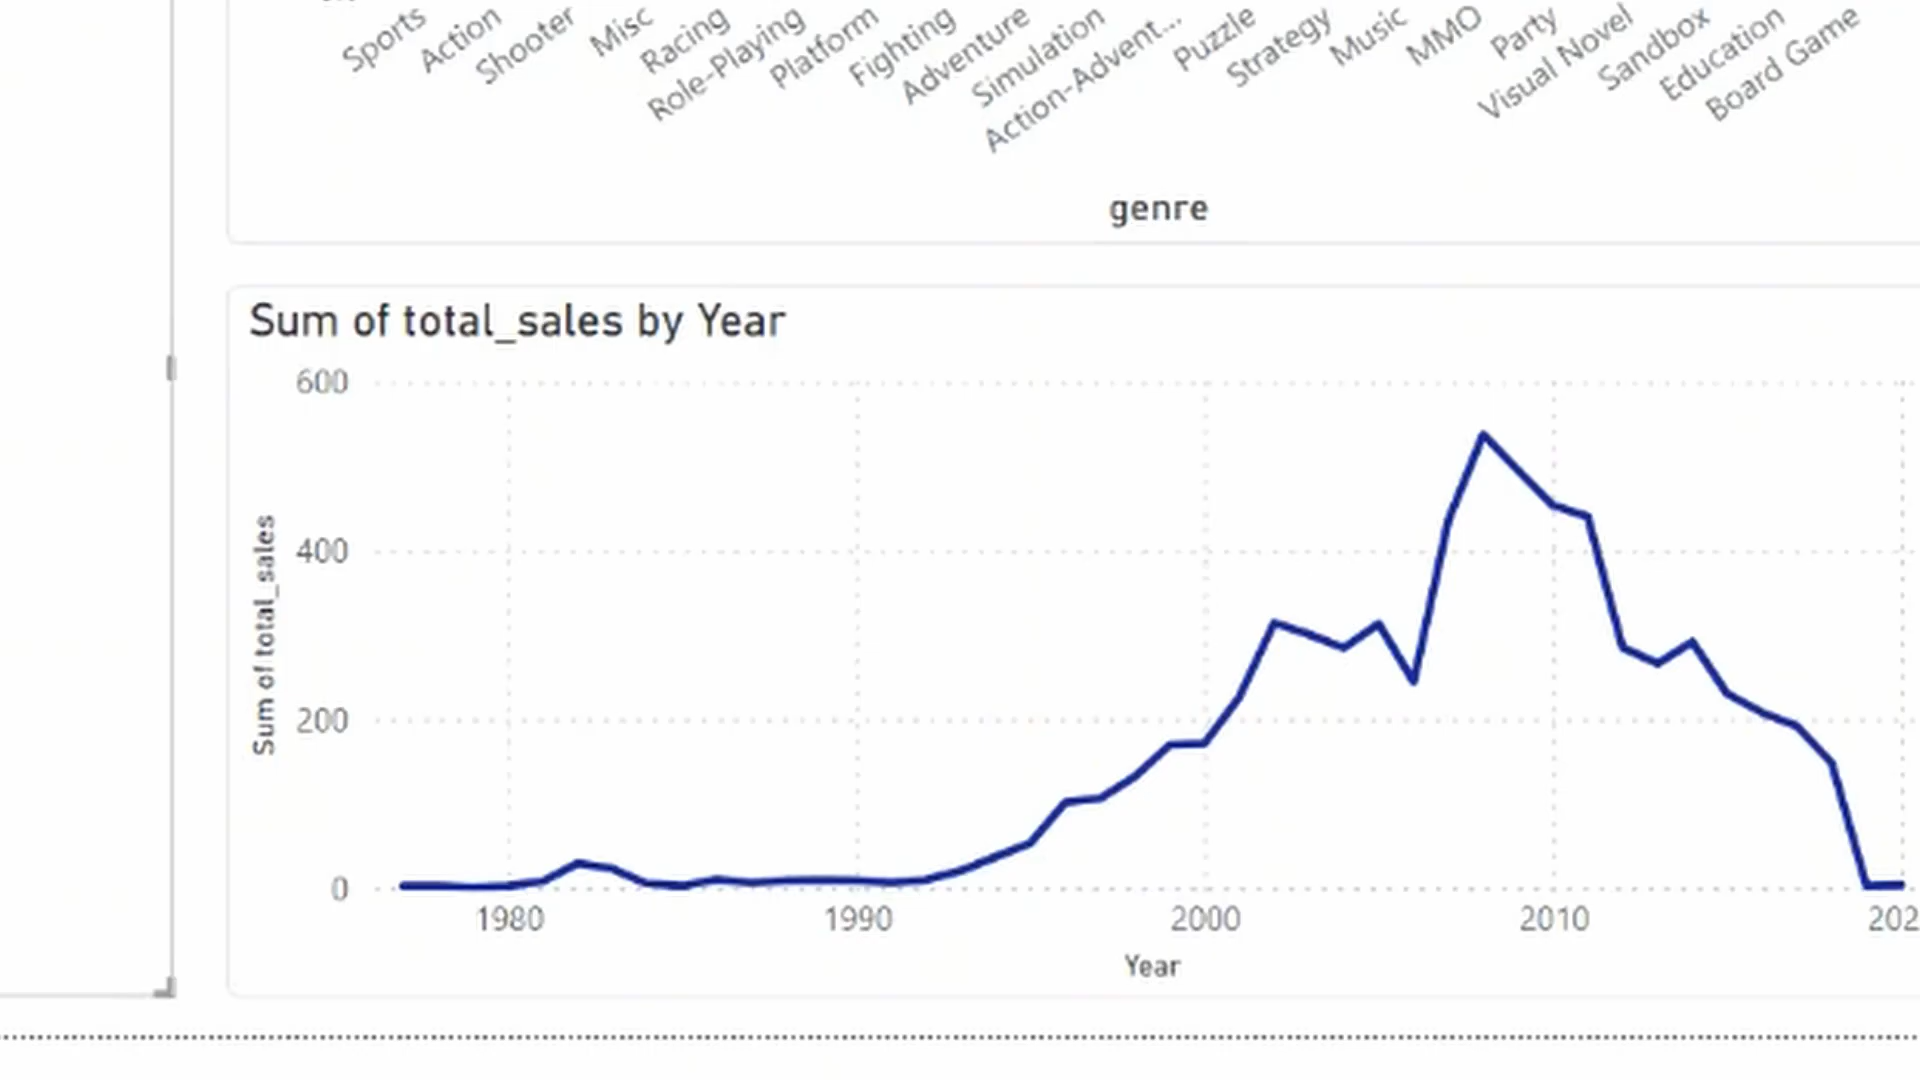 Sports
Action
Shooter
Misc
Racing
Role-Playing
Platform
Fighting
Adventure
Simulation
Action-Advent...
Puzzle
Strategy
Music
MMO
Party
Visual Novel
Sandbox
Education
Board Game
genre
Sum of total_sales by Year
Sum of total_sales
600
400
200
0
1980 1990 2000 2010 202
Year